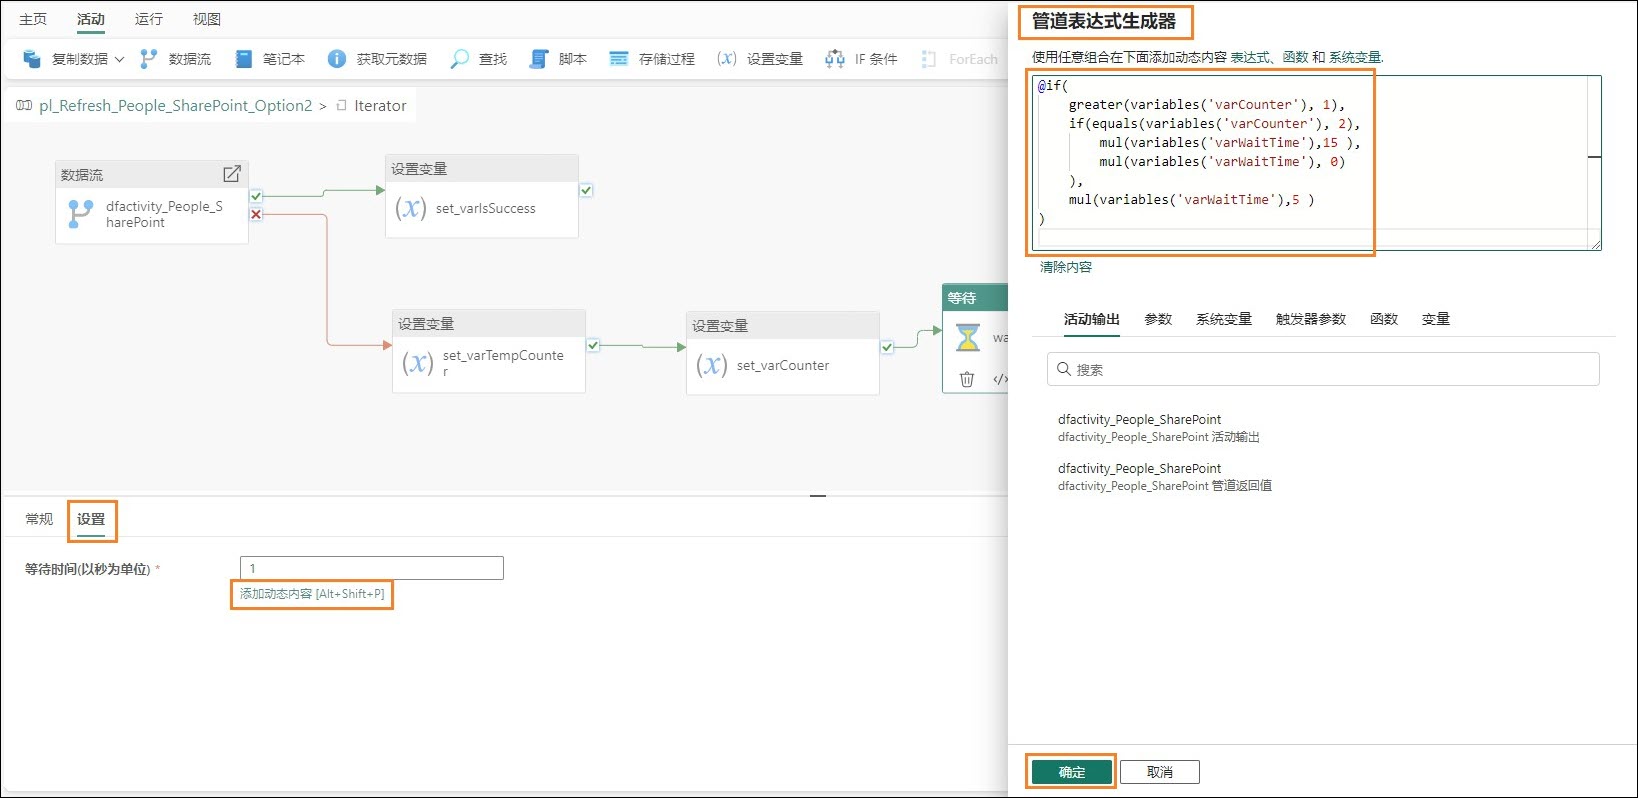 主页 活动 运行 视图
复制数据 数据流 笔记本 获取元数据 查找 脚本 存储过程 (x) 设置变量 IF 条件 ForEach
pl_Refresh_People_SharePoint_Option2 > Iterator
数据流
dfactivity_People_S
harePoint
设置变量
(x) set_varIsSuccess
设置变量
(x) set_varTempCounte
r
设置变量
(x) set_varCounter
等待
wa
</>
常规 设置
等待时间(以秒为单位) *
1
添加动态内容 [Alt+Shift+P]
管道表达式生成器
使用任意组合在下面添加动态内容 表达式、函数 和 系统变量.
@if(
greater(variables('varCounter'), 1),
if(equals(variables('varCounter'), 2),
mul(variables('varWaitTime'),15 ),
mul(variables('varWaitTime'), 0)
),
mul(variables('varWaitTime'),5 )
)
清除内容
活动输出 参数 系统变量 触发器参数 函数 变量
搜索
dfactivity_People_SharePoint
dfactivity_People_SharePoint 活动输出
dfactivity_People_SharePoint
dfactivity_People_SharePoint 管道返回值
确定 取消